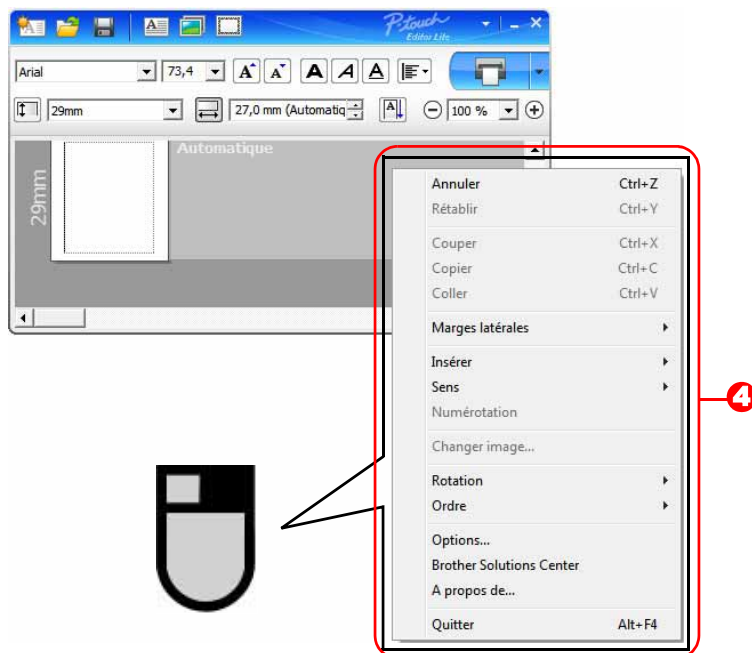 P-touch
Editor Lite
Arial 73,4 A A A A A
29mm 27,0 mm (Automatiq A 100 %
Automatique
29mm
Annuler Ctrl+Z
Rétablir Ctrl+Y
Couper Ctrl+X
Copier Ctrl+C
Coller Ctrl+V
Marges latérales
Insérer
Sens
Numérotation
Changer image...
Rotation
Ordre
Options...
Brother Solutions Center
A propos de...
Quitter Alt+F4
4